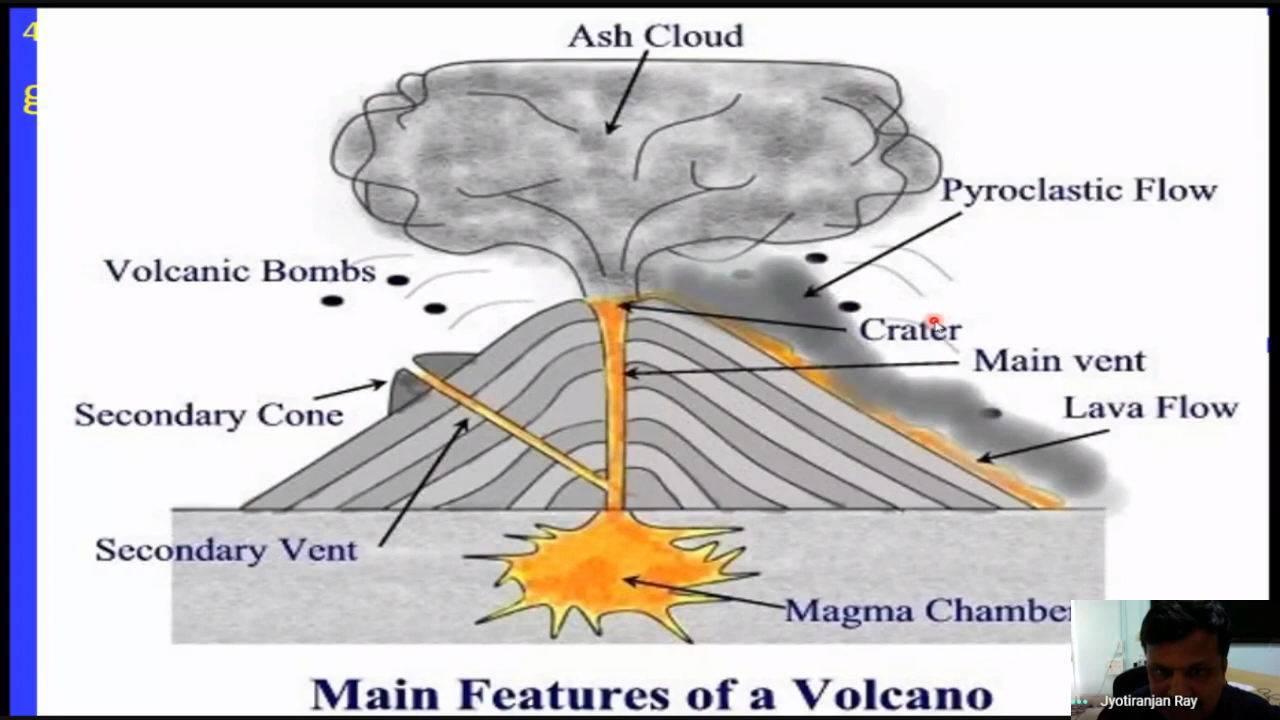 4
g
Ash Cloud
Pyroclastic Flow
Volcanic Bombs
Crater
Main vent
Lava Flow
Secondary Cone
Secondary Vent
Magma Chamber
Main Features of a Volcano
Jyotiranjan Ray